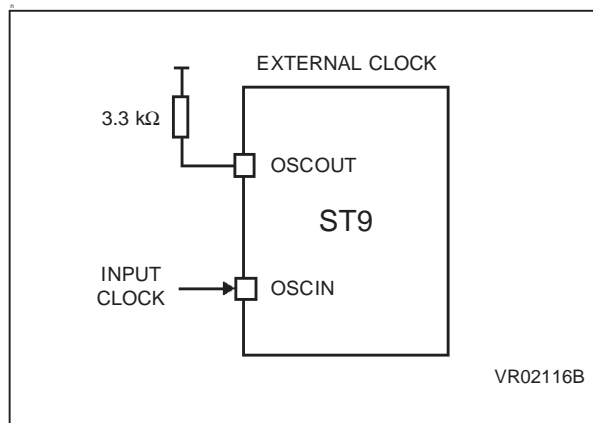 EXTERNAL CLOCK
3.3 kΩ
OSCOUT
ST9
INPUT
CLOCK
OSCIN
VR02116B